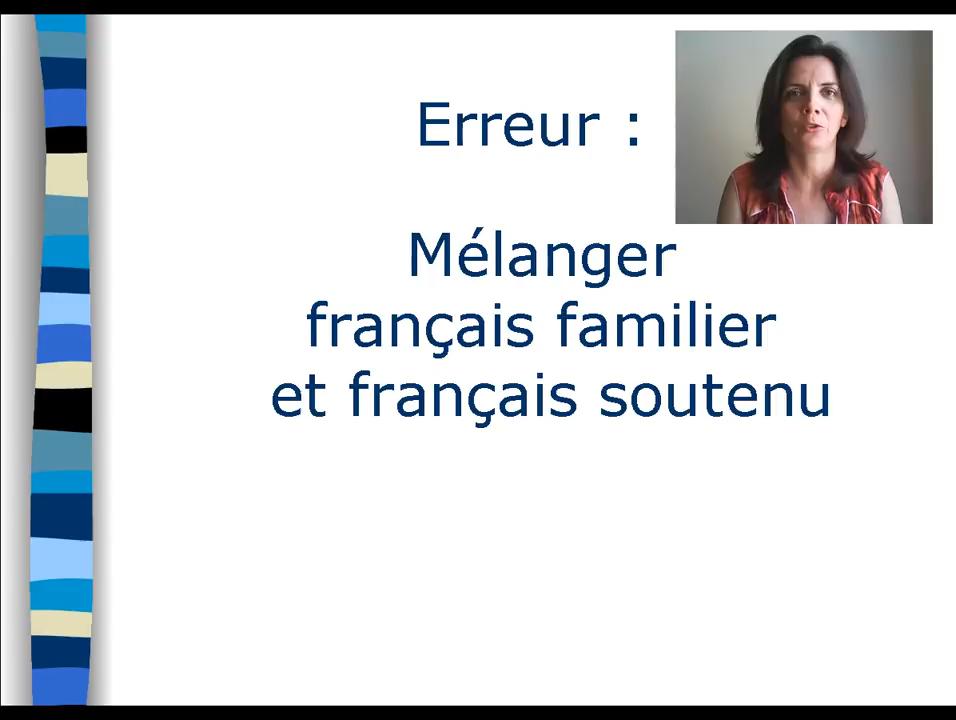 Erreur :
Mélanger
français familier
et français soutenu